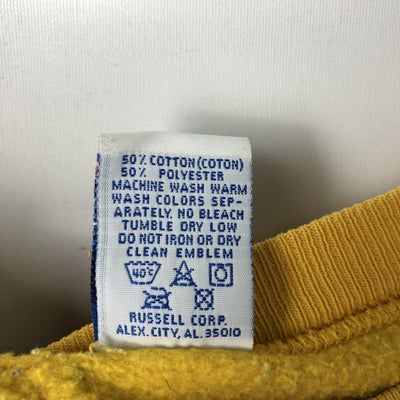 50% COTTON (COTON)
50% POLYESTER
MACHINE WASH WARM
WASH COLORS SEP-
ARATELY. NO BLEACH
TUMBLE DRY LOW
DO NOT IRON OR DRY
CLEAN EMBLEM
40°C
RUSSELL CORP.
ALEX. CITY, AL. 35010